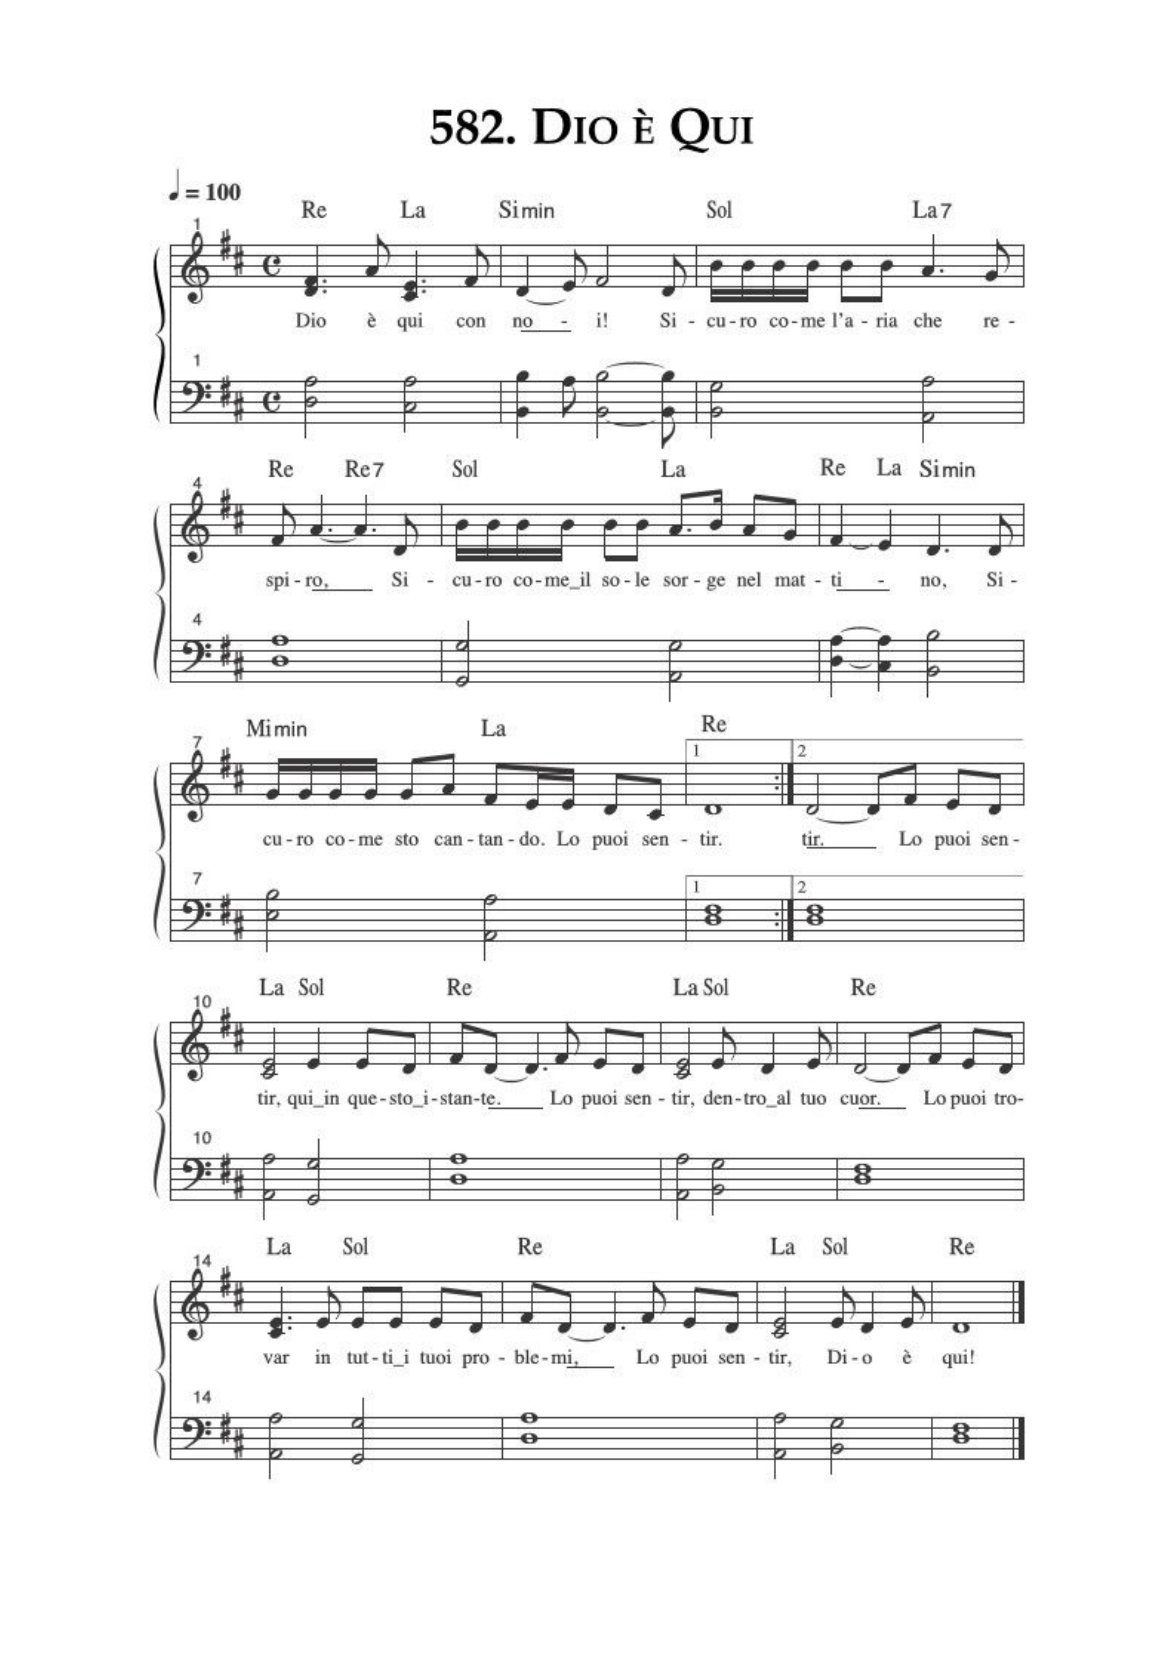 582. Dio è Qui
♩ = 100
Re La Simin Sol La7
1
Dio è qui con no - i! Si - cu - ro co - me l'a - ria che re -
1
Re Re7 Sol La Re La Simin
4
spi - ro, Si - cu - ro co - me_il so - le sor - ge nel mat - ti - no, Si -
4
Mimin La Re
7 1 2
cu - ro co - me sto can - tan - do. Lo puoi sen - tir. tir. Lo puoi sen -
7 1 2
La Sol Re La Sol Re
10
tir, qui_in que - sto_i - stan - te. Lo puoi sen - tir, den - tro_al tuo cuor. Lo puoi tro-
10
La Sol Re La Sol Re
14
var in tut - ti_i tuoi pro - ble - mi, Lo puoi sen - tir, Di - o è qui!
14